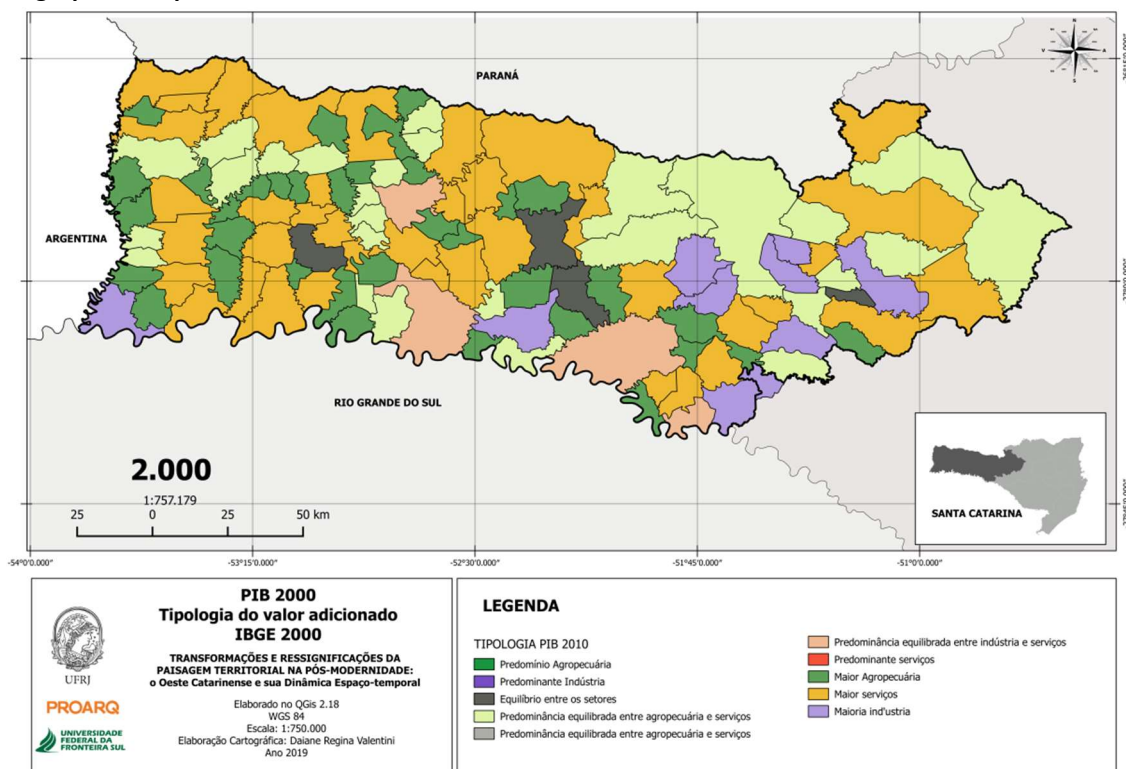 PARANÁ
ARGENTINA
RIO GRANDE DO SUL
2.000
1:757.179
25 0 25 50 km
SANTA CATARINA
N
S
-54°0'0.000" -53°15'0.000" -52°30'0.000" -51°45'0.000" -51°0'0.000"
UFRJ
PROARQ
UNIVERSIDADE
FEDERAL DA
FRONTEIRA SUL
PIB 2000
Tipologia do valor adicionado
IBGE 2000
TRANSFORMAÇÕES E RESSIGNIFICAÇÕES DA
PAISAGEM TERRITORIAL NA PÓS-MODERNIDADE:
o Oeste Catarinense e sua Dinâmica Espaço-temporal
Elaborado no QGis 2.18
WGS 84
Escala: 1:750.000
Elaboração Cartográfica: Daiane Regina Valentini
Ano 2019
LEGENDA
TIPOLOGIA PIB 2010
Predomínio Agropecuária
Predominante Indústria
Equilíbrio entre os setores
Predominância equilibrada entre agropecuária e serviços
Predominância equilibrada entre agropecuária e serviços
Predominância equilibrada entre indústria e serviços
Predominante serviços
Maior Agropecuária
Maior serviços
Maioria ind'ustria